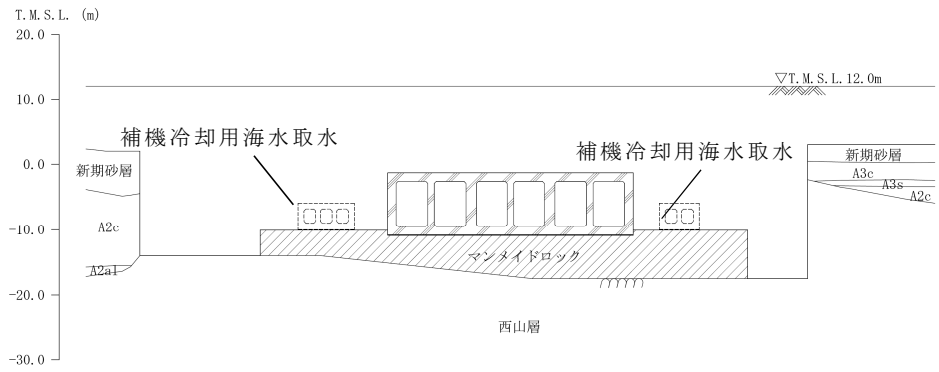 T.M.S.L. (m)
20.0
▽T.M.S.L.12.0m
10.0
補機冷却用海水取水
補機冷却用海水取水
0.0
新期砂層
新期砂層
A3c
A3s
A2c
A2c
-10.0
マンメイドロック
A2al
-20.0
西山層
-30.0